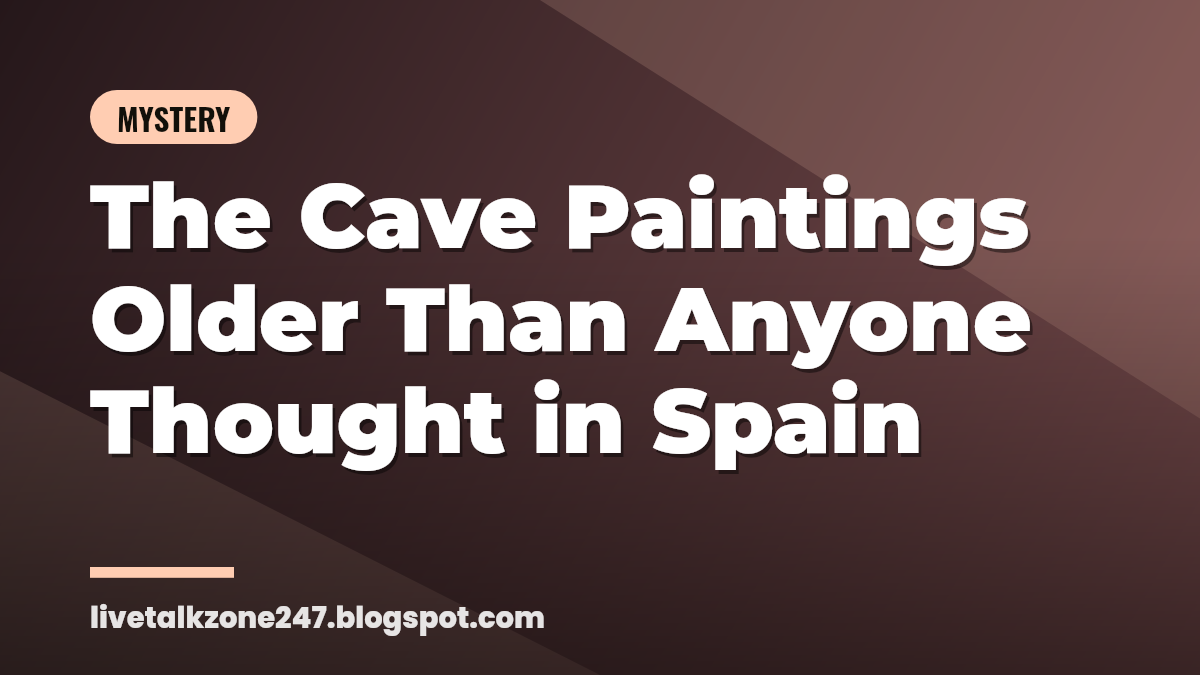 MYSTERY
The Cave Paintings
Older Than Anyone
Thought in Spain
livetalkzone247.blogspot.com